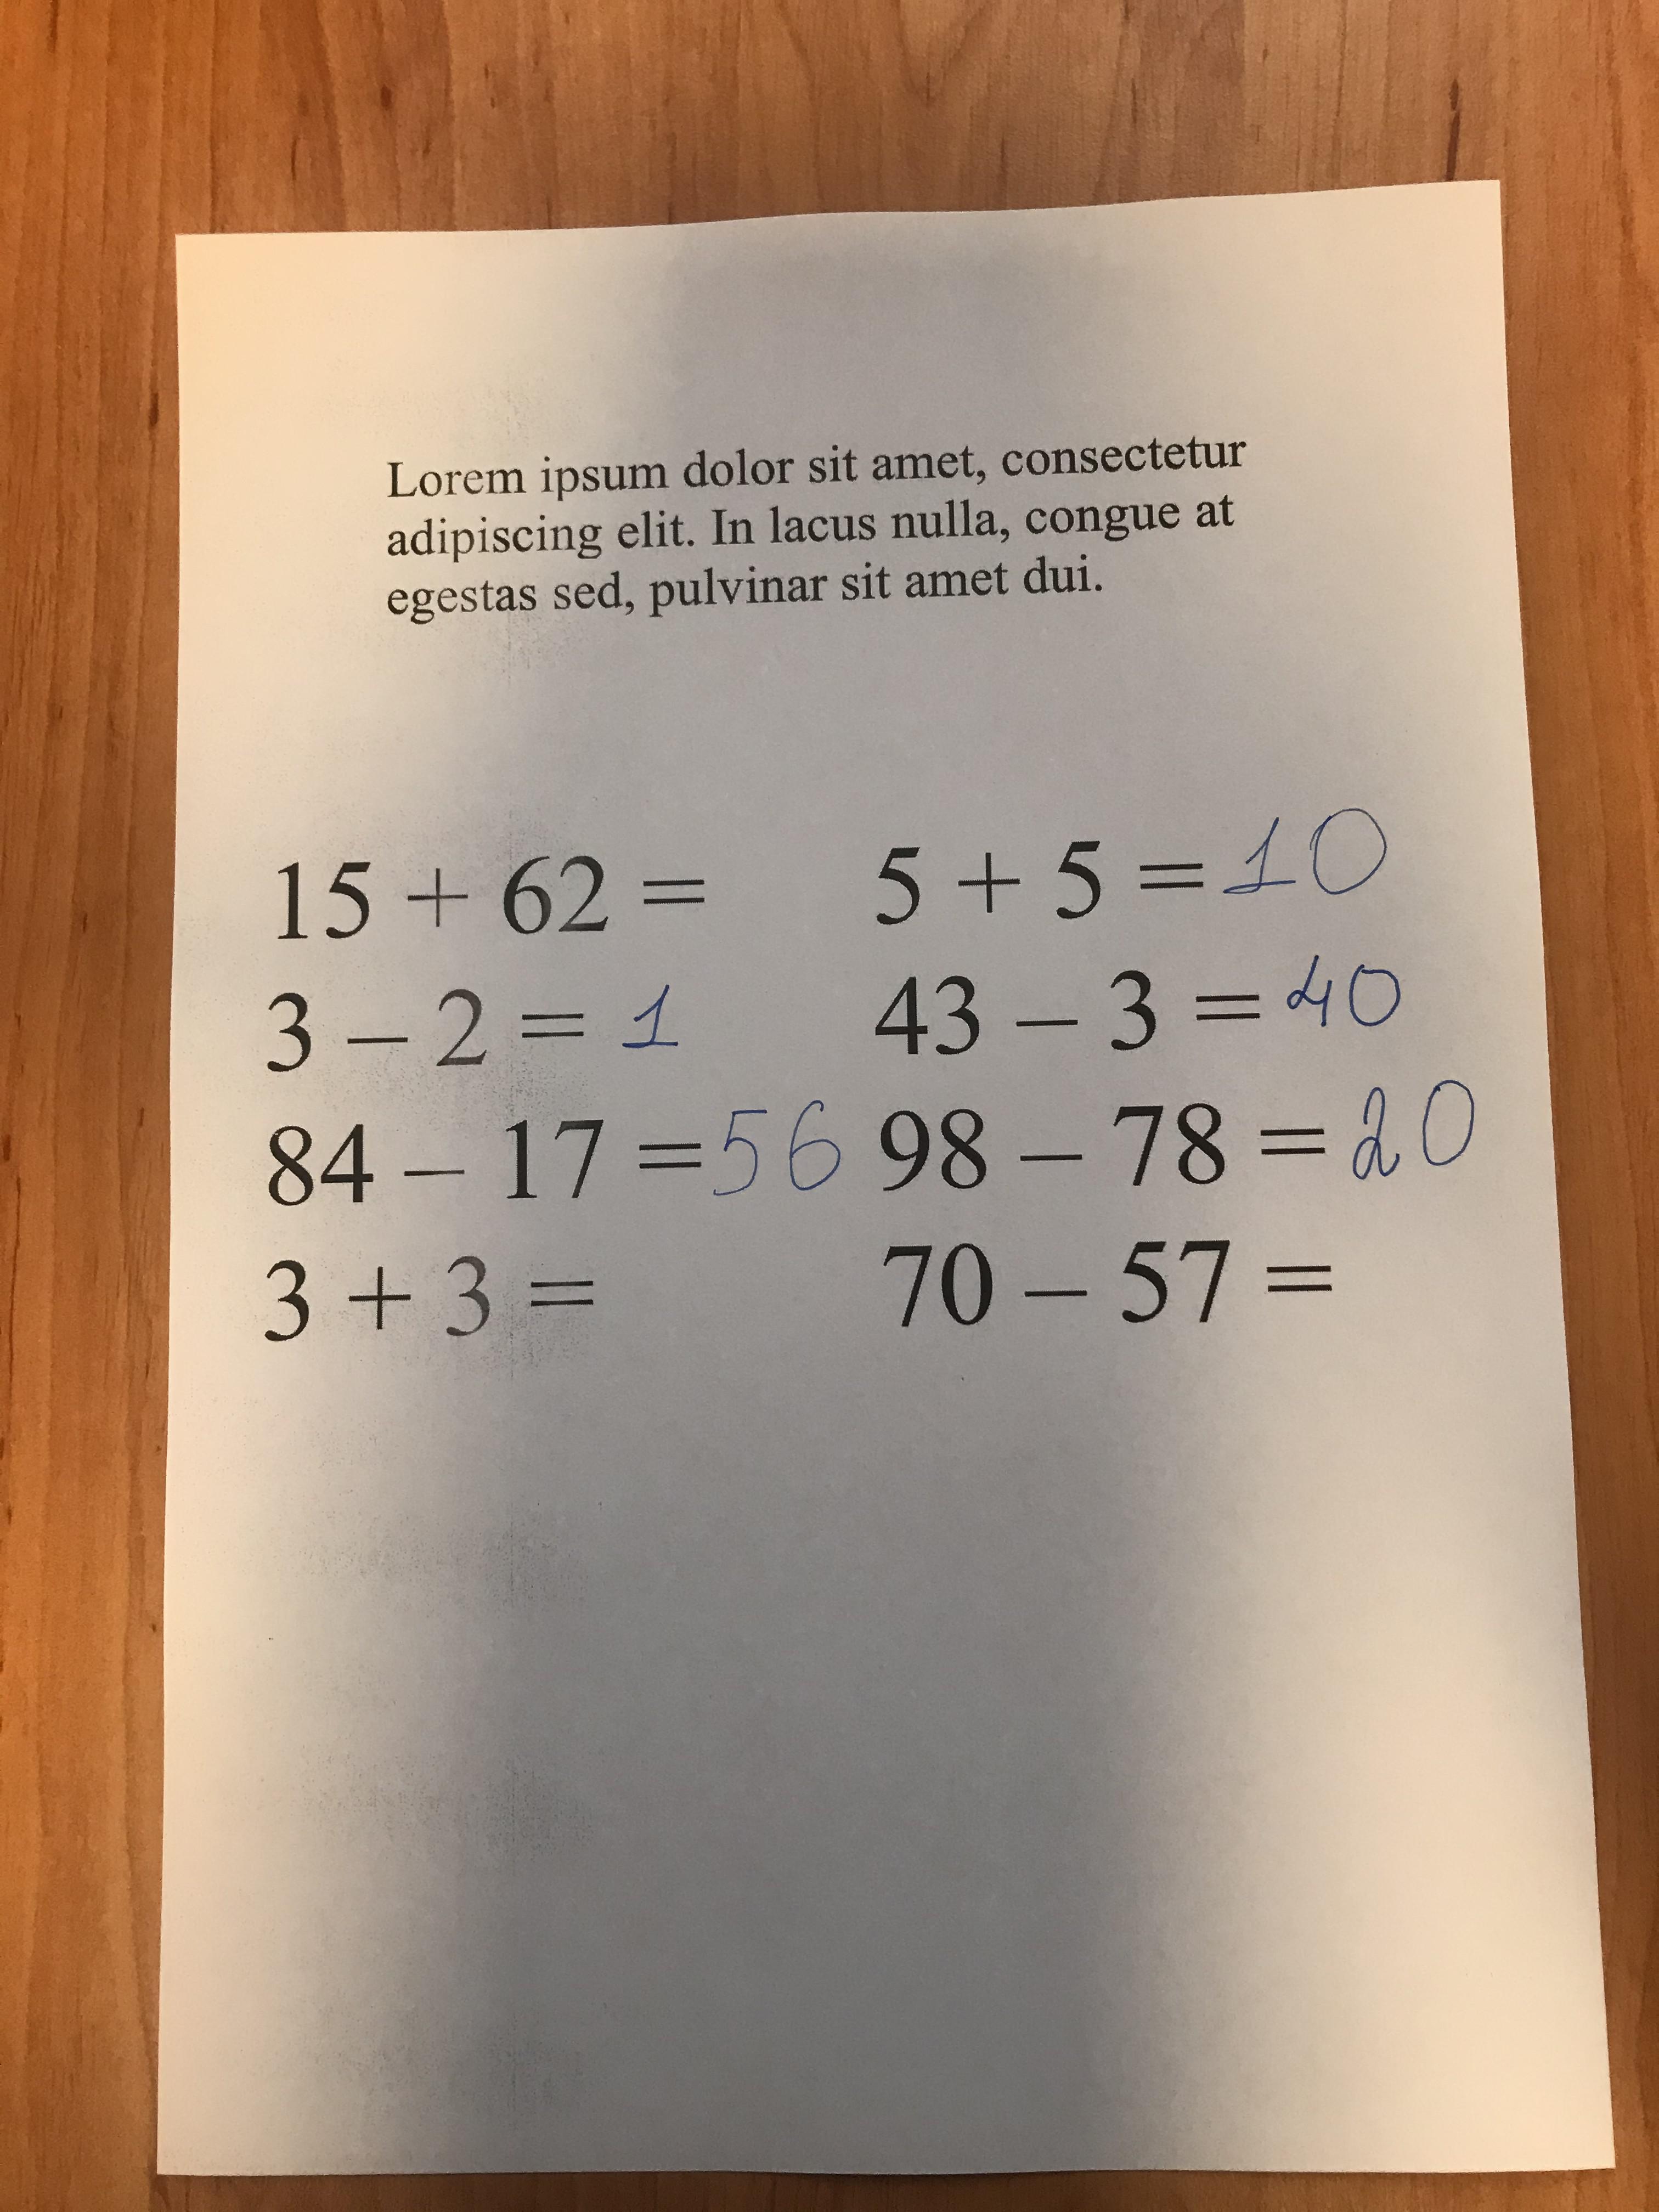 Lorem ipsum dolor sit amet, consectetur
adipiscing elit. In lacus nulla, congue at
egestas sed, pulvinar sit amet dui.
15 + 62 =
3 – 2 = 1
84 – 17 = 56
3 + 3 =
5 + 5 = 10
43 – 3 = 40
98 – 78 = 20
70 – 57 =